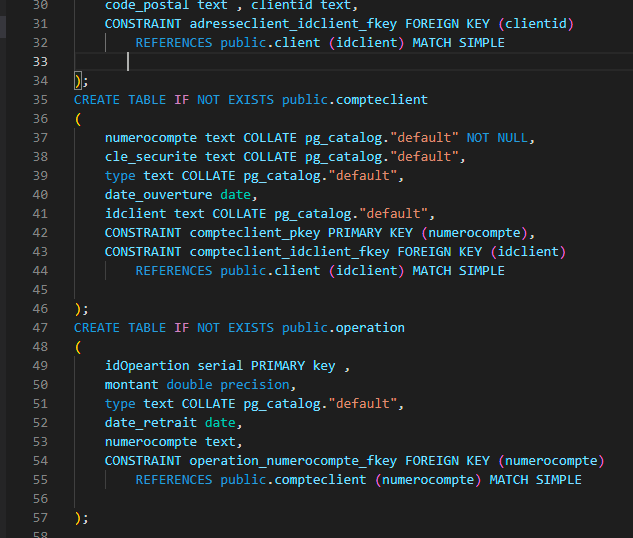 30 code_postal text , clientid text,
31 CONSTRAINT adresseclient_idclient_fkey FOREIGN KEY (clientid)
32 REFERENCES public.client (idclient) MATCH SIMPLE
33
34 );
35 CREATE TABLE IF NOT EXISTS public.compteclient
36 (
37 numerocompte text COLLATE pg_catalog."default" NOT NULL,
38 cle_securite text COLLATE pg_catalog."default",
39 type text COLLATE pg_catalog."default",
40 date_ouverture date,
41 idclient text COLLATE pg_catalog."default",
42 CONSTRAINT compteclient_pkey PRIMARY KEY (numerocompte),
43 CONSTRAINT compteclient_idclient_fkey FOREIGN KEY (idclient)
44 REFERENCES public.client (idclient) MATCH SIMPLE
45
46 );
47 CREATE TABLE IF NOT EXISTS public.operation
48 (
49 idOpeartion serial PRIMARY key ,
50 montant double precision,
51 type text COLLATE pg_catalog."default",
52 date_retrait date,
53 numerocompte text,
54 CONSTRAINT operation_numerocompte_fkey FOREIGN KEY (numerocompte)
55 REFERENCES public.compteclient (numerocompte) MATCH SIMPLE
56
57 );
58